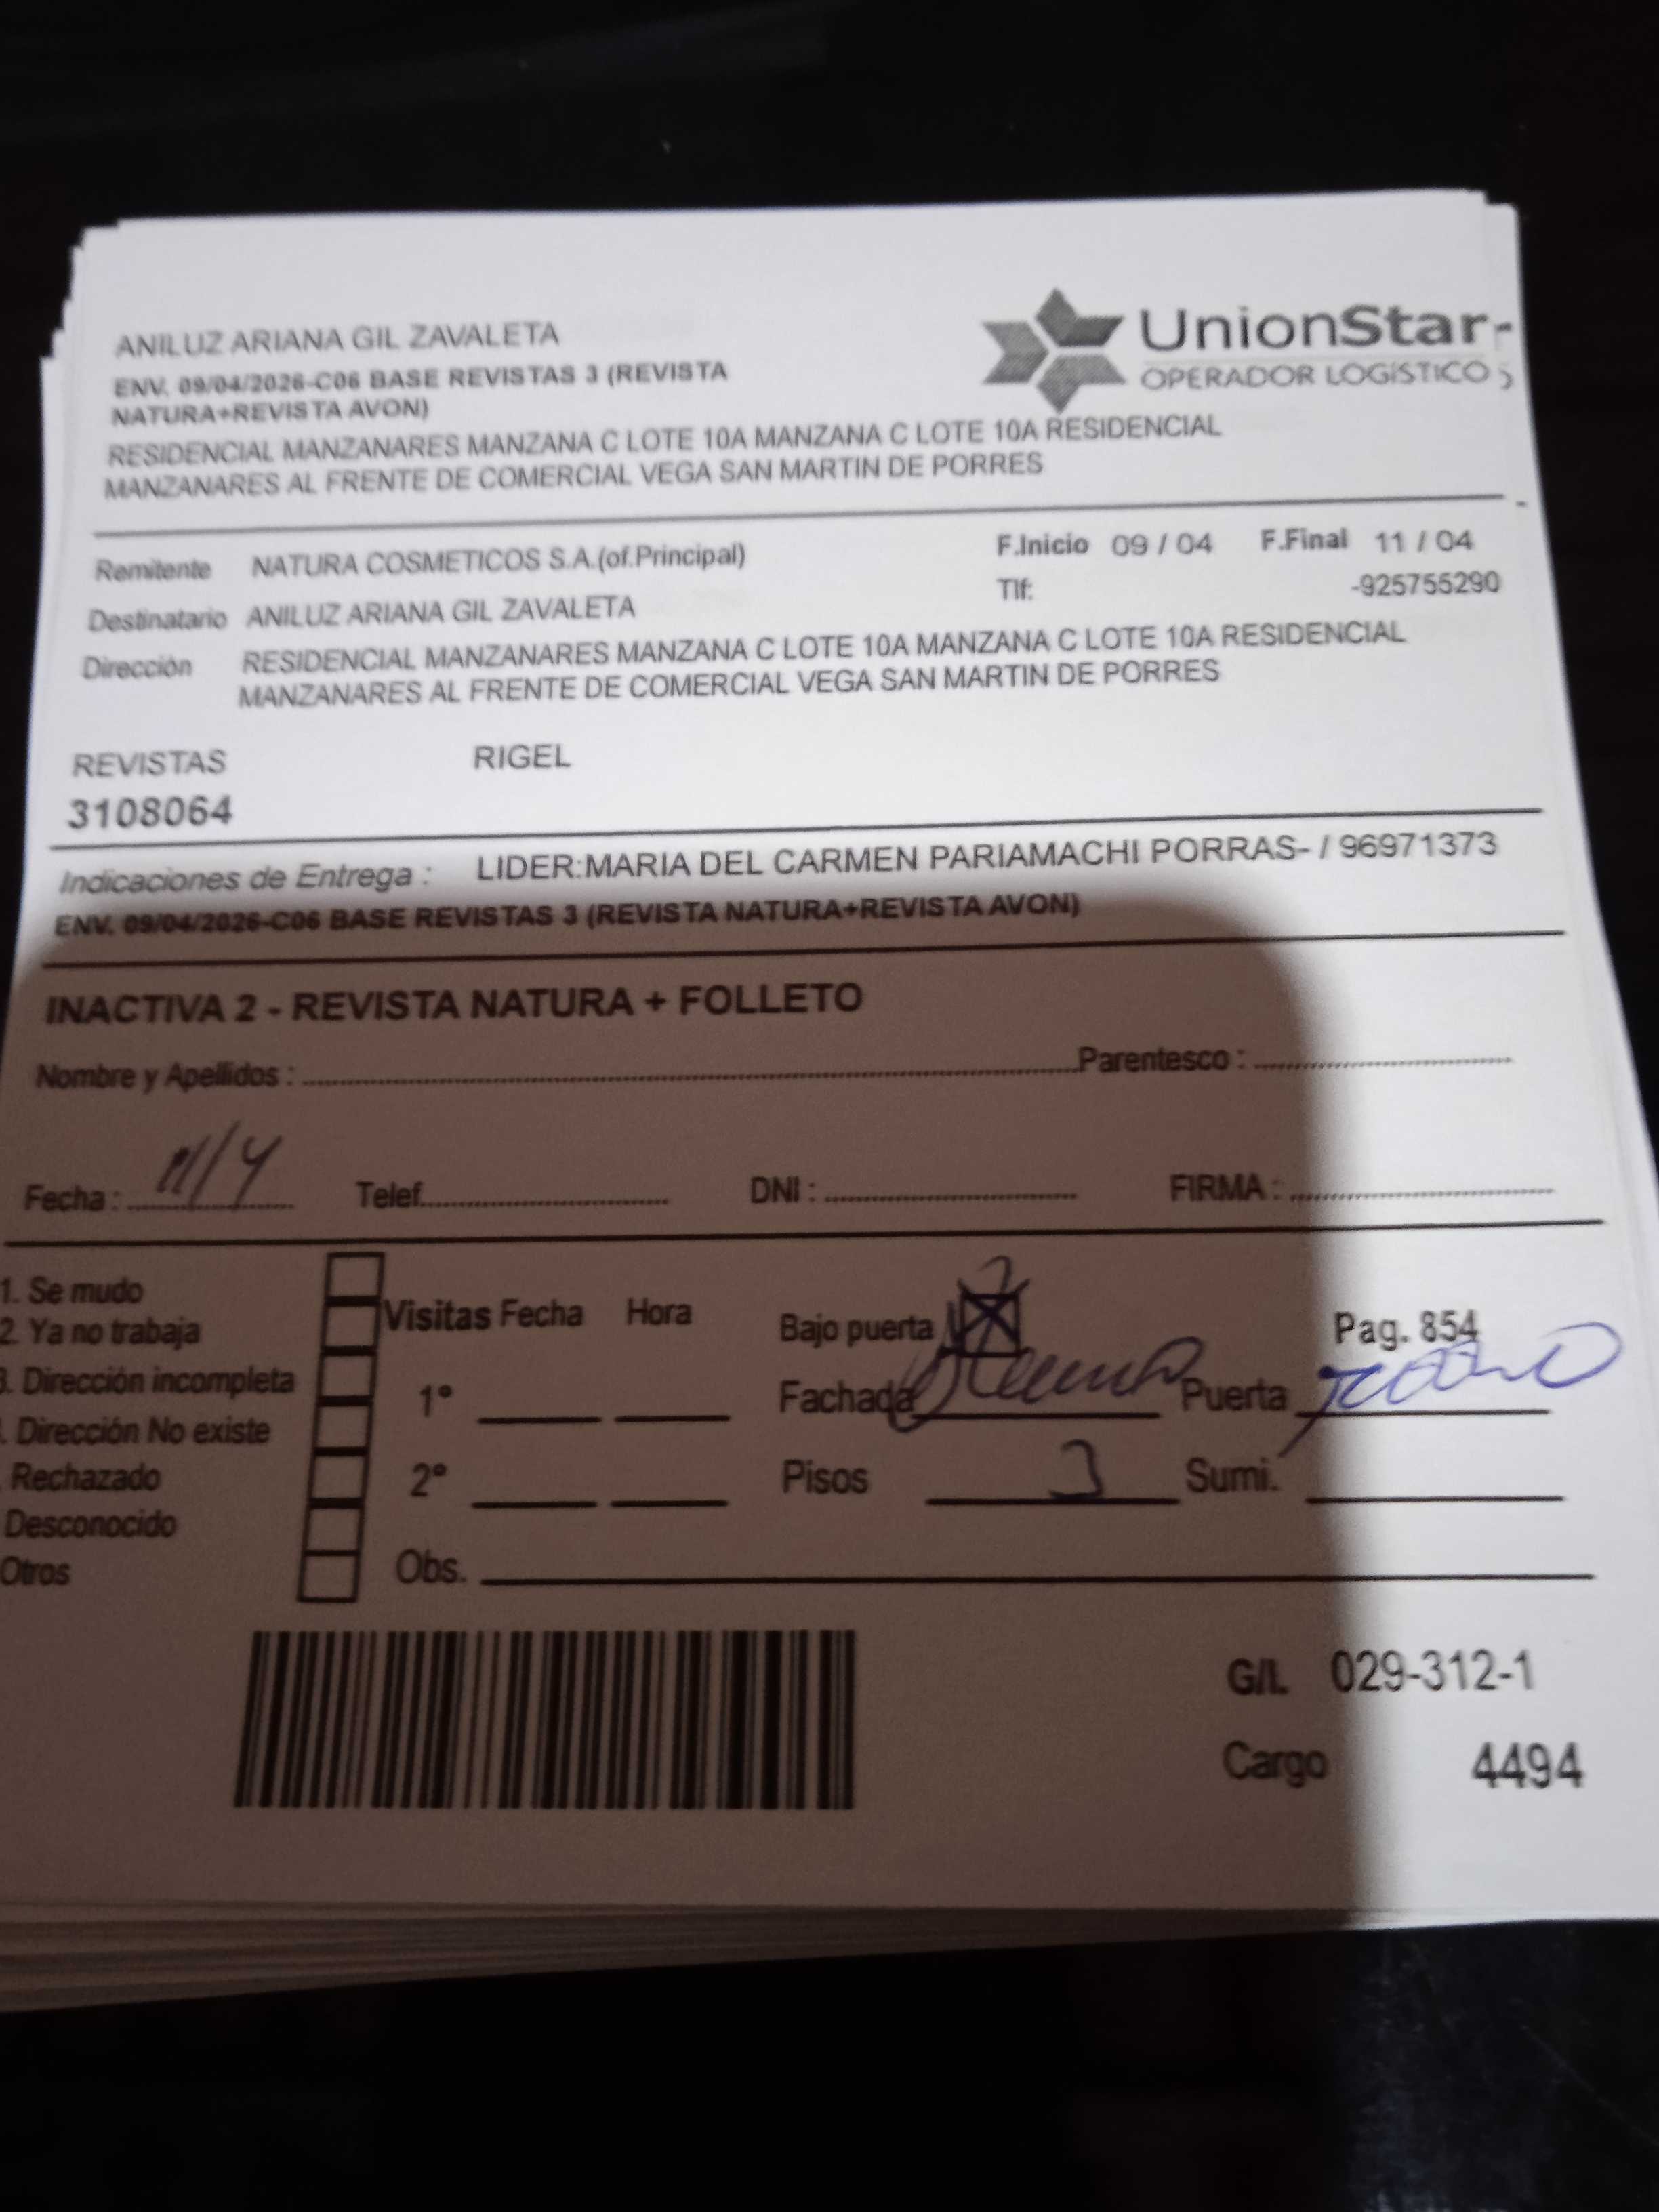 ANILUZ ARIANA GIL ZAVALETA
ENV. 09/04/2026-C06 BASE REVISTAS 3 (REVISTA
NATURA+REVISTA AVON)
RESIDENCIAL MANZANARES MANZANA C LOTE 10A MANZANA C LOTE 10A RESIDENCIAL
MANZANARES AL FRENTE DE COMERCIAL VEGA SAN MARTIN DE PORRES
UnionStar
OPERADOR LOGISTICO
Remitente NATURA COSMETICOS S.A.(of.Principal)
F.Inicio 09 / 04 F.Final 11 / 04
Destinatario ANILUZ ARIANA GIL ZAVALETA
Tlf: -925755290
Dirección RESIDENCIAL MANZANARES MANZANA C LOTE 10A MANZANA C LOTE 10A RESIDENCIAL
MANZANARES AL FRENTE DE COMERCIAL VEGA SAN MARTIN DE PORRES
REVISTAS RIGEL
3108064
Indicaciones de Entrega : LIDER:MARIA DEL CARMEN PARIAMACHI PORRAS- / 96971373
ENV. 09/04/2026-C06 BASE REVISTAS 3 (REVISTA NATURA+REVISTA AVON)
INACTIVA 2 - REVISTA NATURA + FOLLETO
Nombre y Apellidos : Parentesco :
Fecha : 11/4 Telef. DNI : FIRMA :
1. Se mudo
2. Ya no trabaja
3. Dirección incompleta
. Dirección No existe
Rechazado
Desconocido
Otros
Visitas Fecha Hora
1°
2°
Obs.
Bajo puerta
Pag. 854
Fachada Puerta
Pisos 3 Sumi.
G/L 029-312-1
Cargo 4494